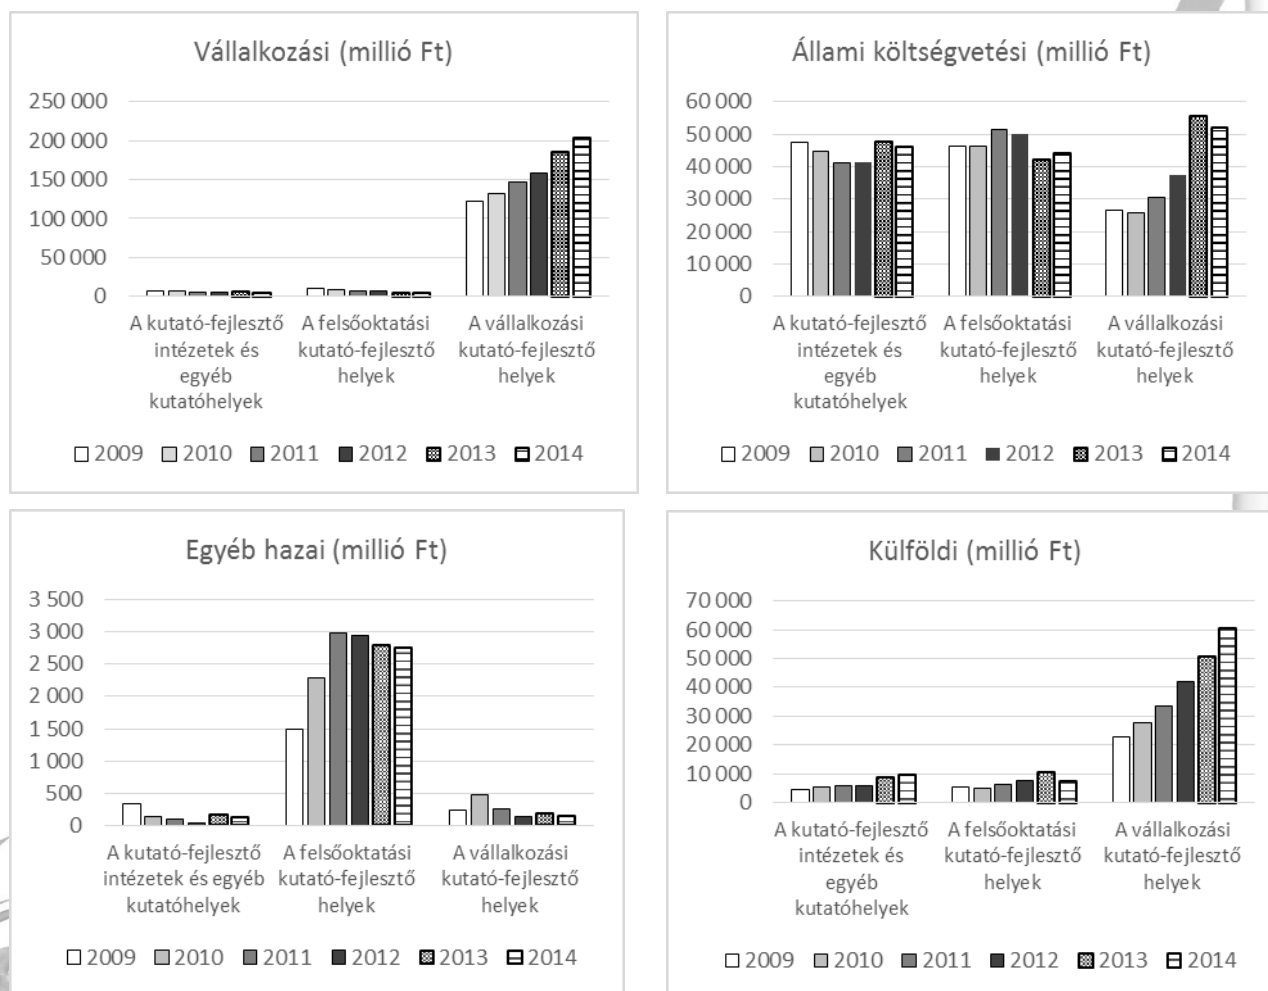 Vállalkozási (millió Ft)
250 000
200 000
150 000
100 000
50 000
0
A kutató-fejlesztő
intézetek és
egyéb
kutatóhelyek
A felsőoktatási
kutató-fejlesztő
helyek
A vállalkozási
kutató-fejlesztő
helyek
2009 2010 2011 2012 2013 2014
Állami költségvetési (millió Ft)
60 000
50 000
40 000
30 000
20 000
10 000
0
A kutató-fejlesztő
intézetek és
egyéb
kutatóhelyek
A felsőoktatási
kutató-fejlesztő
helyek
A vállalkozási
kutató-fejlesztő
helyek
2009 2010 2011 2012 2013 2014
Egyéb hazai (millió Ft)
3 500
3 000
2 500
2 000
1 500
1 000
500
0
A kutató-fejlesztő
intézetek és egyéb
kutatóhelyek
A felsőoktatási
kutató-fejlesztő
helyek
A vállalkozási
kutató-fejlesztő
helyek
2009 2010 2011 2012 2013 2014
Külföldi (millió Ft)
70 000
60 000
50 000
40 000
30 000
20 000
10 000
0
A kutató-fejlesztő
intézetek és
egyéb
kutatóhelyek
A felsőoktatási
kutató-fejlesztő
helyek
A vállalkozási
kutató-fejlesztő
helyek
2009 2010 2011 2012 2013 2014